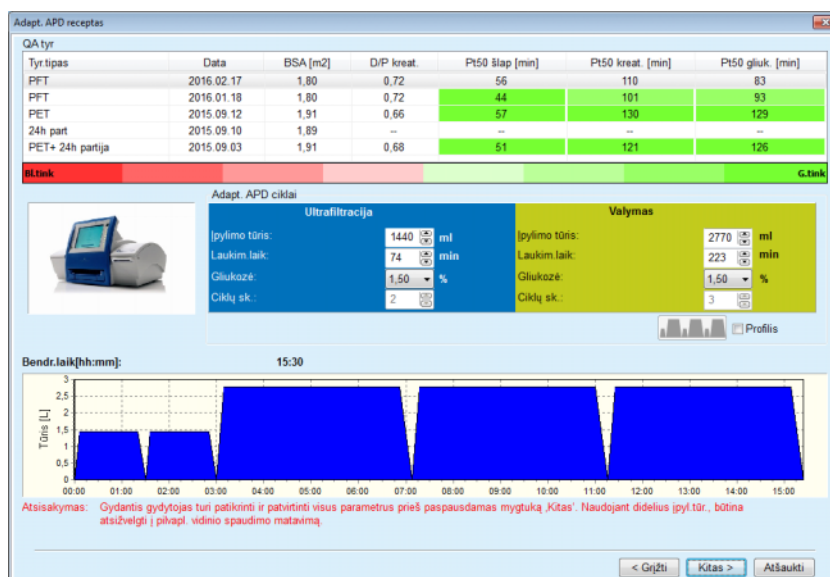 Adapt. APD receptas
QA tyr
Tyr.tipas Data BSA [m2] D/P kreat. Pt50 šlap [min] Pt50 kreat. [min] Pt50 gliuk. [min]
PFT 2016.02.17 1,80 0,72 56 110 83
PFT 2016.01.18 1,80 0,72 44 101 93
PET 2015.09.12 1,91 0,66 57 130 129
24h part 2015.09.10 1,89 -- -- -- --
PET+ 24h partija 2015.09.03 1,91 0,68 51 121 126
Bl.tink G.tink
Adapt. APD ciklai
Ultrafiltracija Valymas
Įpylimo tūris: 1440 ml Įpylimo tūris: 2770 ml
Laukim.laik: 74 min Laukim.laik: 223 min
Gliukozė: 1,50 % Gliukozė: 1,50 %
Ciklų sk.: 2 Ciklų sk.: 3
Profilis
Bendr.laik[hh:mm]: 15:30
Tūris [L]
3
2,5
2
1,5
1
0,5
0
00:00 01:00 02:00 03:00 04:00 05:00 06:00 07:00 08:00 09:00 10:00 11:00 12:00 13:00 14:00 15:00
Atsisakymas: Gydantis gydytojas turi patikrinti ir patvirtinti visus parametrus prieš paspausdamas mygtuką ‚Kitas'. Naudojant didelius įpyl.tūr., būtina
atsižvelgti į pilvapl. vidinio spaudimo matavimą.
< Grįžti Kitas > Atšaukti